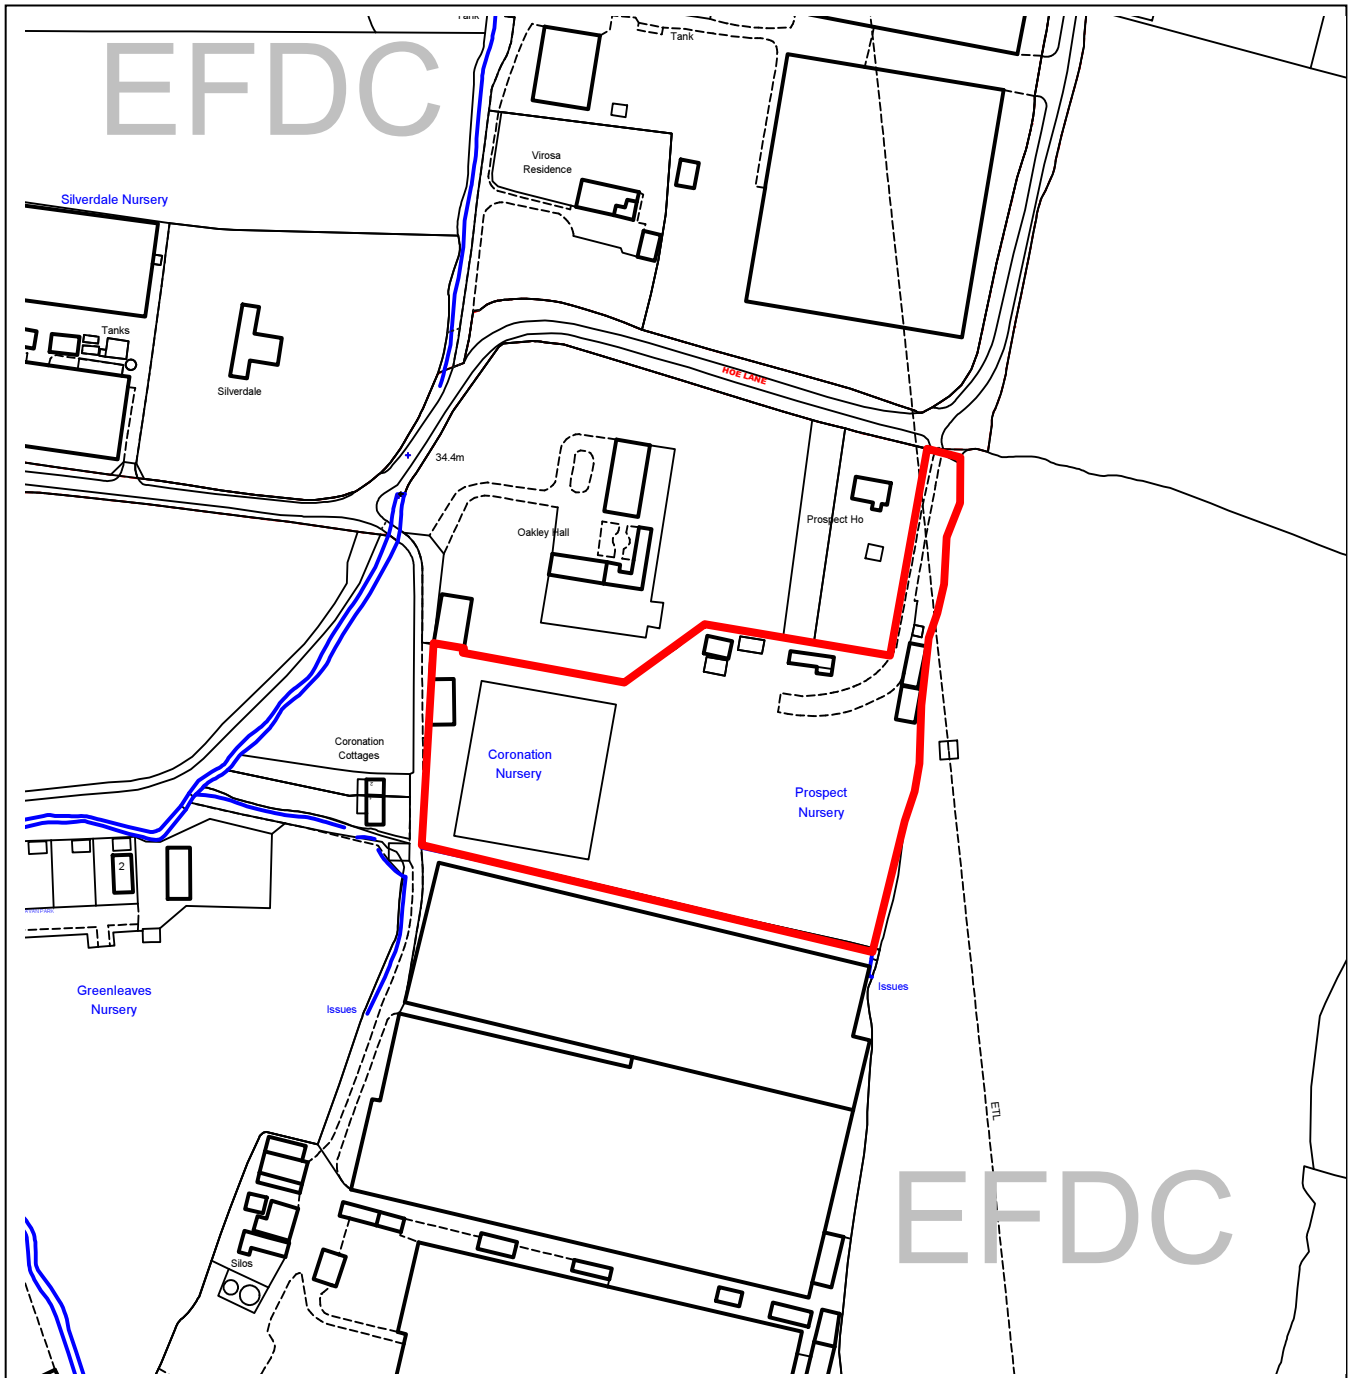 Tank
Tank
EFDC
Virosa
Residence
Silverdale Nursery
Tanks
Silverdale
HOE LANE
34.4m
Oakley Hall
Prospect Ho
Coronation
Cottages
Coronation
Nursery
Prospect
Nursery
2
Greenleaves
Nursery
Issues
Issues
ETL
EFDC
Silos